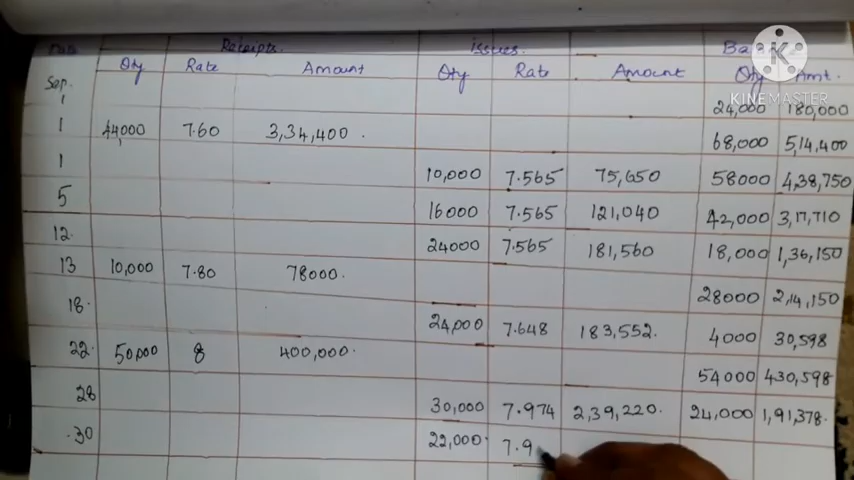 Date Receipts. Issues.
Qty Rate Amount Qty Rate Amount Qty Amt.
KINEMASTER
Sep.
1 24,000 180,000
1 44,000 7.60 3,34,400. 68,000 5,14,400
1 10,000 7.565 75,650 58000 4,38,750
5 16000 7.565 121,040 42,000 3,17,710
12. 24000 7.565 181,560 18,000 1,36,150
13 10,000 7.80 78000. 28000 2,14,150
18. 24,000 7.648 183,552. 4000 30,598
22. 50,000 8 400,000. 54000 430,598
28 30,000 7.974 2,39,220. 24,000 1,91,378.
.30 22,000. 7.9